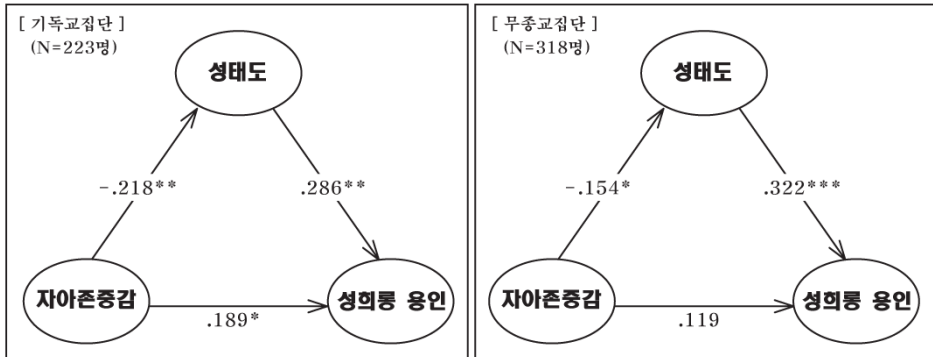 [ 기독교집단 ]
(N=223명)
성태도
-.218**
.286**
자아존중감
성희롱 용인
.189*
[ 무종교집단 ]
(N=318명)
성태도
-.154*
.322***
자아존중감
성희롱 용인
.119